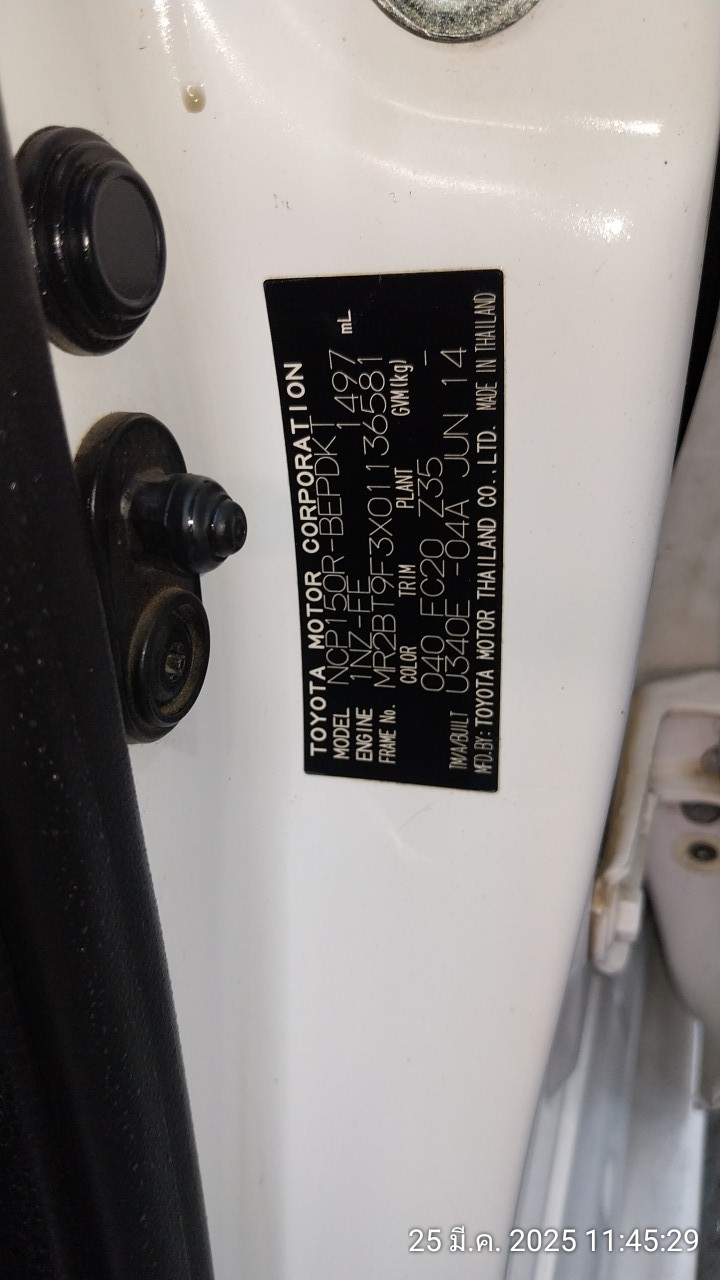 TOYOTA MOTOR CORPORATION
MODEL NCP150R-BEPDKT
ENGINE 1NZ-FE 1497 mL
FRAME No. MR2BT9F3X01136581
COLOR TRIM PLANT GVM(kg)
040 FC20 Z35 —
T/M/A/BUILT U340E -04A JUN 14
MFD.BY: TOYOTA MOTOR THAILAND CO.,LTD. MADE IN THAILAND
25 มี.ค. 2025 11:45:29